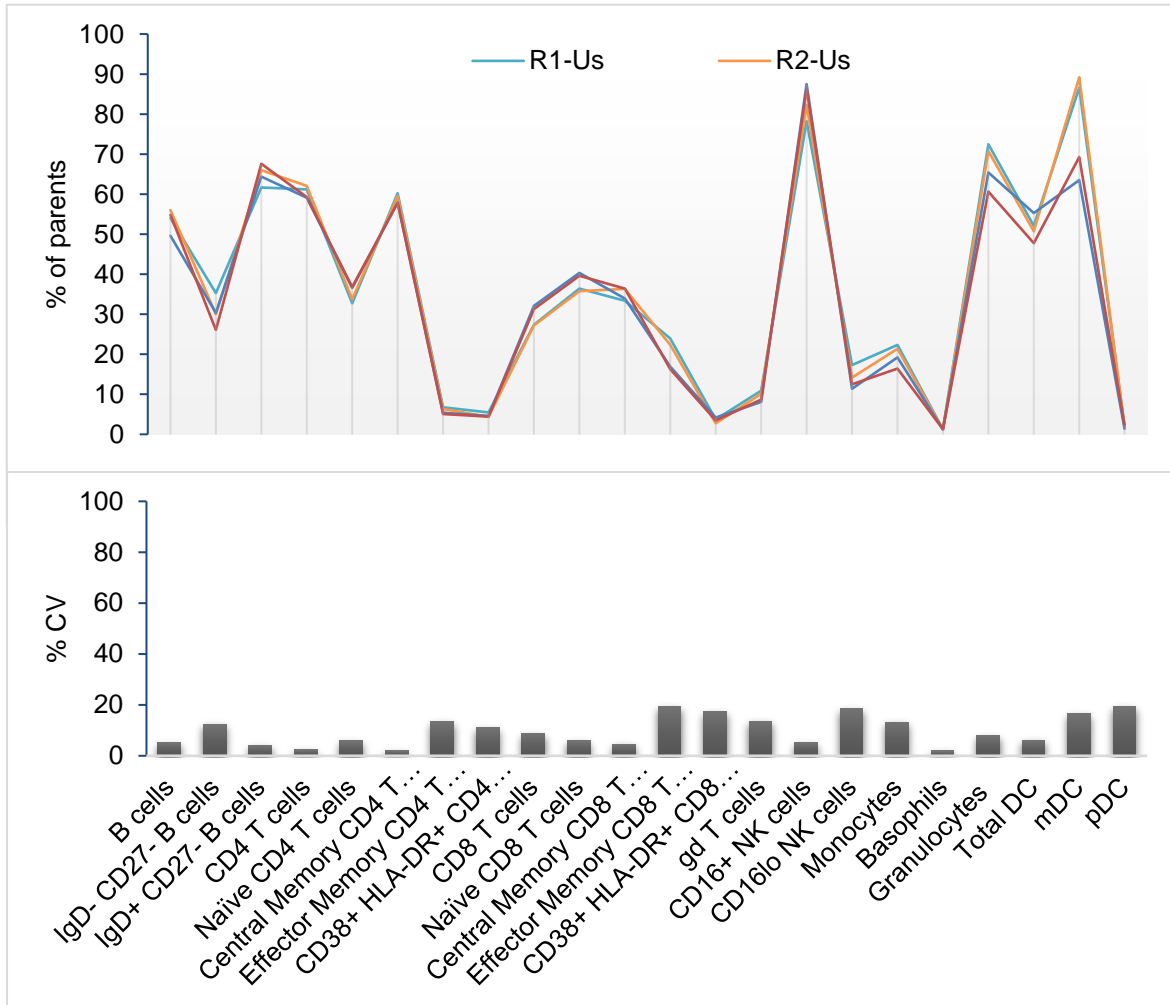 100
90
80
70
60
50
40
30
20
10
0
% of parents
R1-Us R2-Us
100
80
60
40
20
0
% CV
B cells
IgD- CD27- B cells
IgD+ CD27- B cells
CD4 T cells
Naïve CD4 T cells
Central Memory CD4 T…
Effector Memory CD4 T…
CD38+ HLA-DR+ CD4…
CD8 T cells
Naïve CD8 T cells
Central Memory CD8 T…
Effector Memory CD8 T…
CD38+ HLA-DR+ CD8…
gd T cells
CD16+ NK cells
CD16lo NK cells
Monocytes
Basophils
Granulocytes
Total DC
mDC
pDC